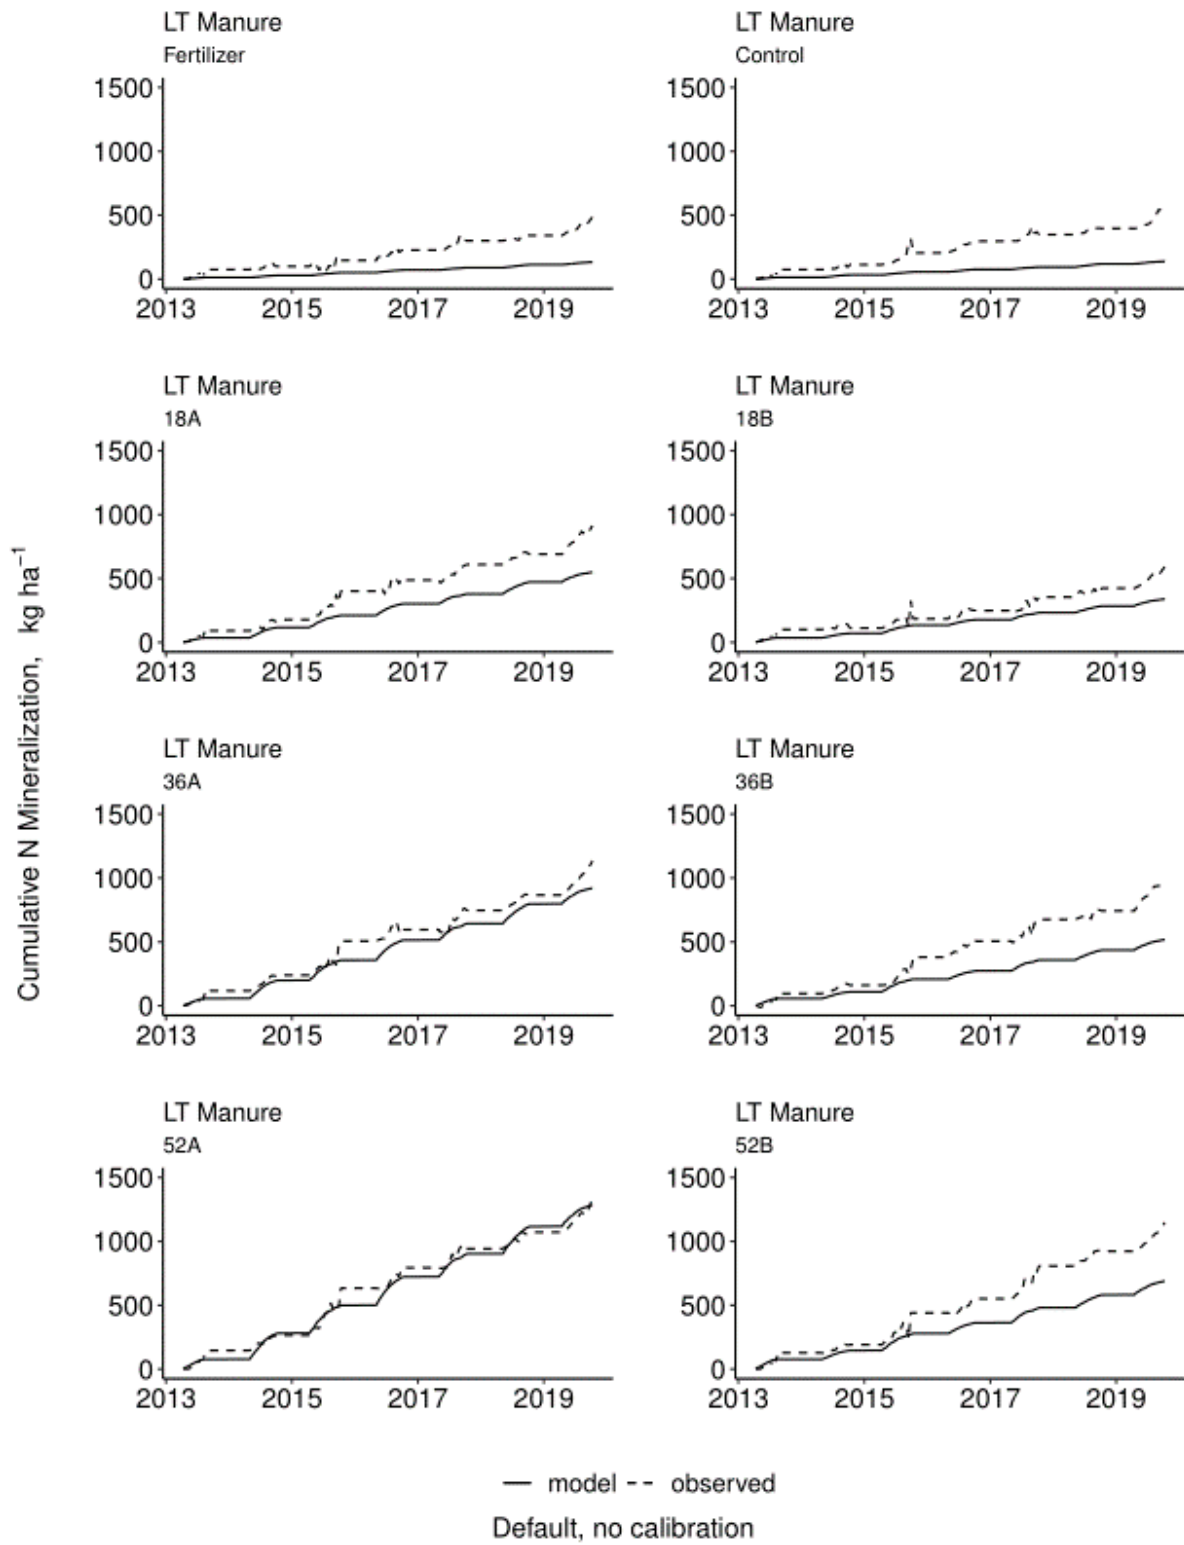 LT Manure
Fertilizer
1500
1000
500
0
2013 2015 2017 2019
LT Manure
Control
1500
1000
500
0
2013 2015 2017 2019
LT Manure
18A
1500
1000
500
0
2013 2015 2017 2019
LT Manure
18B
1500
1000
500
0
2013 2015 2017 2019
Cumulative N Mineralization, kg ha⁻¹
LT Manure
36A
1500
1000
500
0
2013 2015 2017 2019
LT Manure
36B
1500
1000
500
0
2013 2015 2017 2019
LT Manure
52A
1500
1000
500
0
2013 2015 2017 2019
LT Manure
52B
1500
1000
500
0
2013 2015 2017 2019
model observed
Default, no calibration